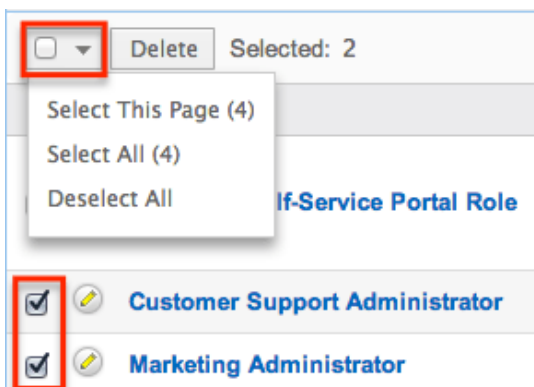 Delete Selected: 2
Select This Page (4)
Select All (4)
Deselect All
lf-Service Portal Role
Customer Support Administrator
Marketing Administrator